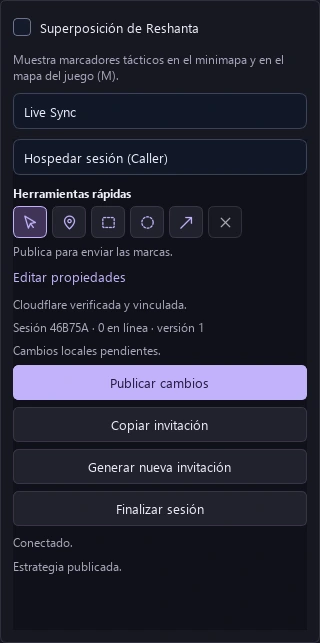 Superposición de Reshanta
Muestra marcadores tácticos en el minimapa y en el
mapa del juego (M).
Live Sync
Hospedar sesión (Caller)
Herramientas rápidas
Publica para enviar las marcas.
Editar propiedades
Cloudflare verificada y vinculada.
Sesión 46B75A · 0 en línea · versión 1
Cambios locales pendientes.
Publicar cambios
Copiar invitación
Generar nueva invitación
Finalizar sesión
Conectado.
Estrategia publicada.